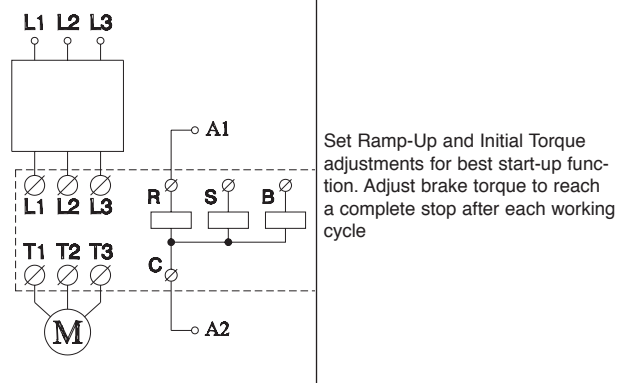 L1 L2 L3
A1
R S B
L1 L2 L3
T1 T2 T3
C
M
A2
Set Ramp-Up and Initial Torque
adjustments for best start-up func-
tion. Adjust brake torque to reach
a complete stop after each working
cycle